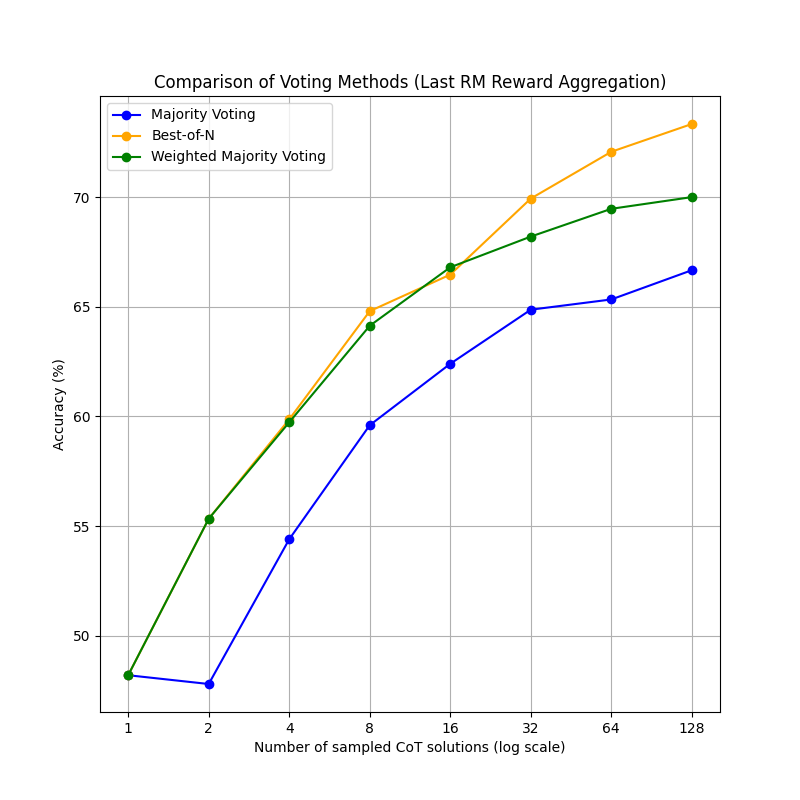 Comparison of Voting Methods (Last RM Reward Aggregation)
Majority Voting
Best-of-N
Weighted Majority Voting
Accuracy (%)
70
65
60
55
50
1 2 4 8 16 32 64 128
Number of sampled CoT solutions (log scale)